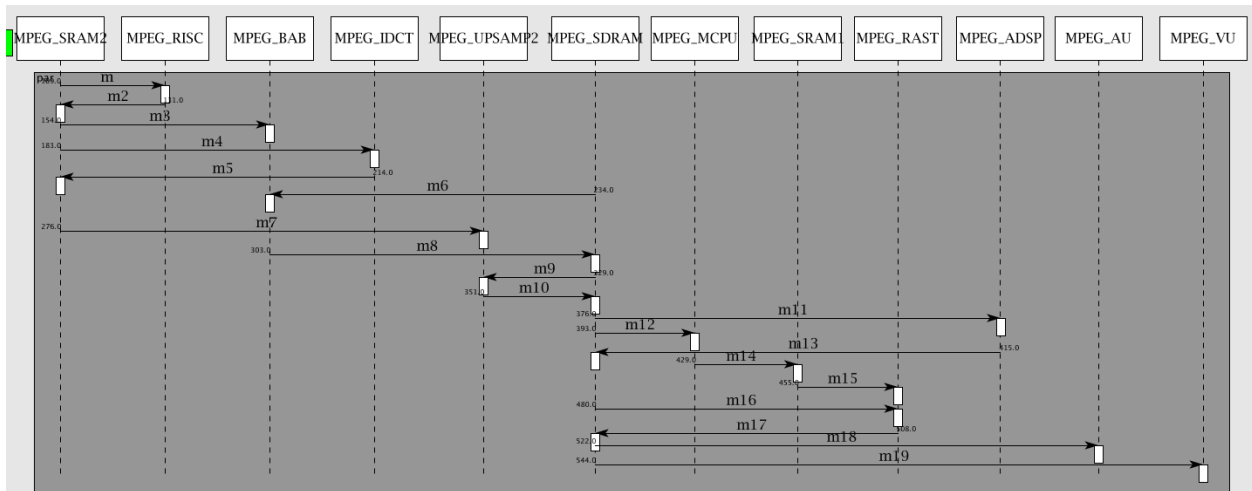 MPEG_SRAM2 MPEG_RISC MPEG_BAB MPEG_IDCT MPEG_UPSAMP2 MPEG_SDRAM MPEG_MCPU MPEG_SRAM1 MPEG_RAST MPEG_ADSP MPEG_AU MPEG_VU
par
m
m2
154.0 m3
183.0 m4
m5 214.0
m6 234.0
276.0 m7
303.0 m8
m9
351.0 m10
376.0 m11
393.0 m12
m13 415.0
429.0 m14
455.0 m15
480.0 m16
m17
522.0 m18
544.0 m19